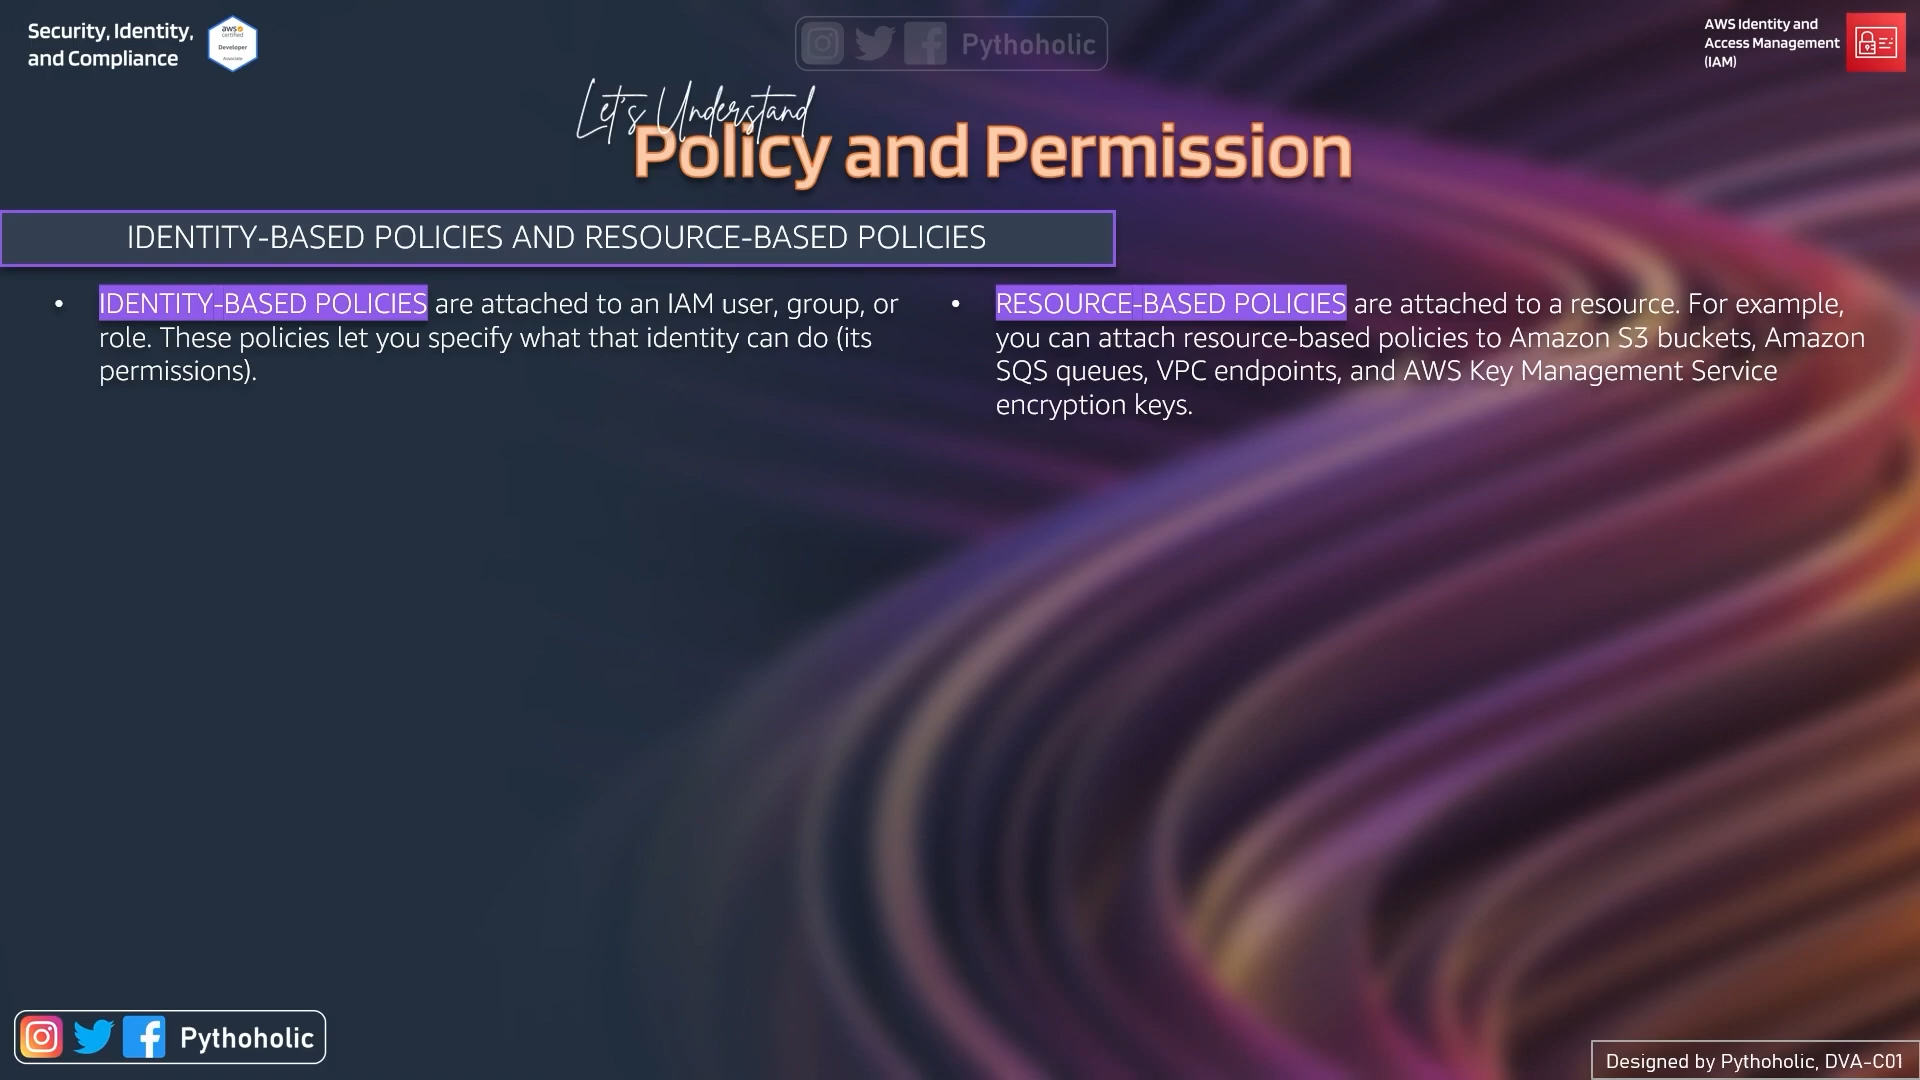 Security, Identity,
and Compliance
aws
certified
Developer
Associate
Pythoholic
AWS Identity and
Access Management
(IAM)
Let's Understand
Policy and Permission
IDENTITY-BASED POLICIES AND RESOURCE-BASED POLICIES
• IDENTITY-BASED POLICIES are attached to an IAM user, group, or
role. These policies let you specify what that identity can do (its
permissions).
• RESOURCE-BASED POLICIES are attached to a resource. For example,
you can attach resource-based policies to Amazon S3 buckets, Amazon
SQS queues, VPC endpoints, and AWS Key Management Service
encryption keys.
Pythoholic
Designed by Pythoholic, DVA-C01